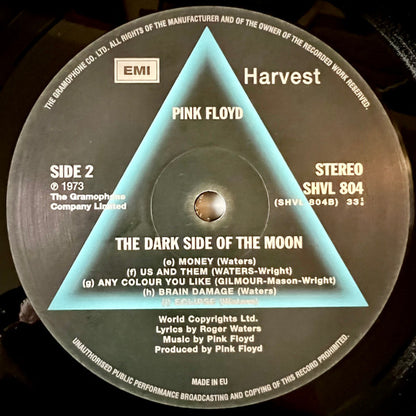 THE GRAMOPHONE CO. LTD. ALL RIGHTS OF THE MANUFACTURER AND OF THE OWNER OF THE RECORDED WORK RESERVED.
EMI
Harvest
PINK FLOYD
SIDE 2
℗ 1973
The Gramophone
Company Limited
STEREO
SHVL 804
(SHVL 804B) 33⅓
THE DARK SIDE OF THE MOON
(e) MONEY (Waters)
(f) US AND THEM (WATERS-Wright)
(g) ANY COLOUR YOU LIKE (GILMOUR-Mason-Wright)
(h) BRAIN DAMAGE (Waters)
(i) ECLIPSE (Waters)
World Copyrights Ltd.
Lyrics by Roger Waters
Music by Pink Floyd
Produced by Pink Floyd
UNAUTHORISED PUBLIC PERFORMANCE BROADCASTING AND COPYING OF THIS RECORD PROHIBITED.
MADE IN EU